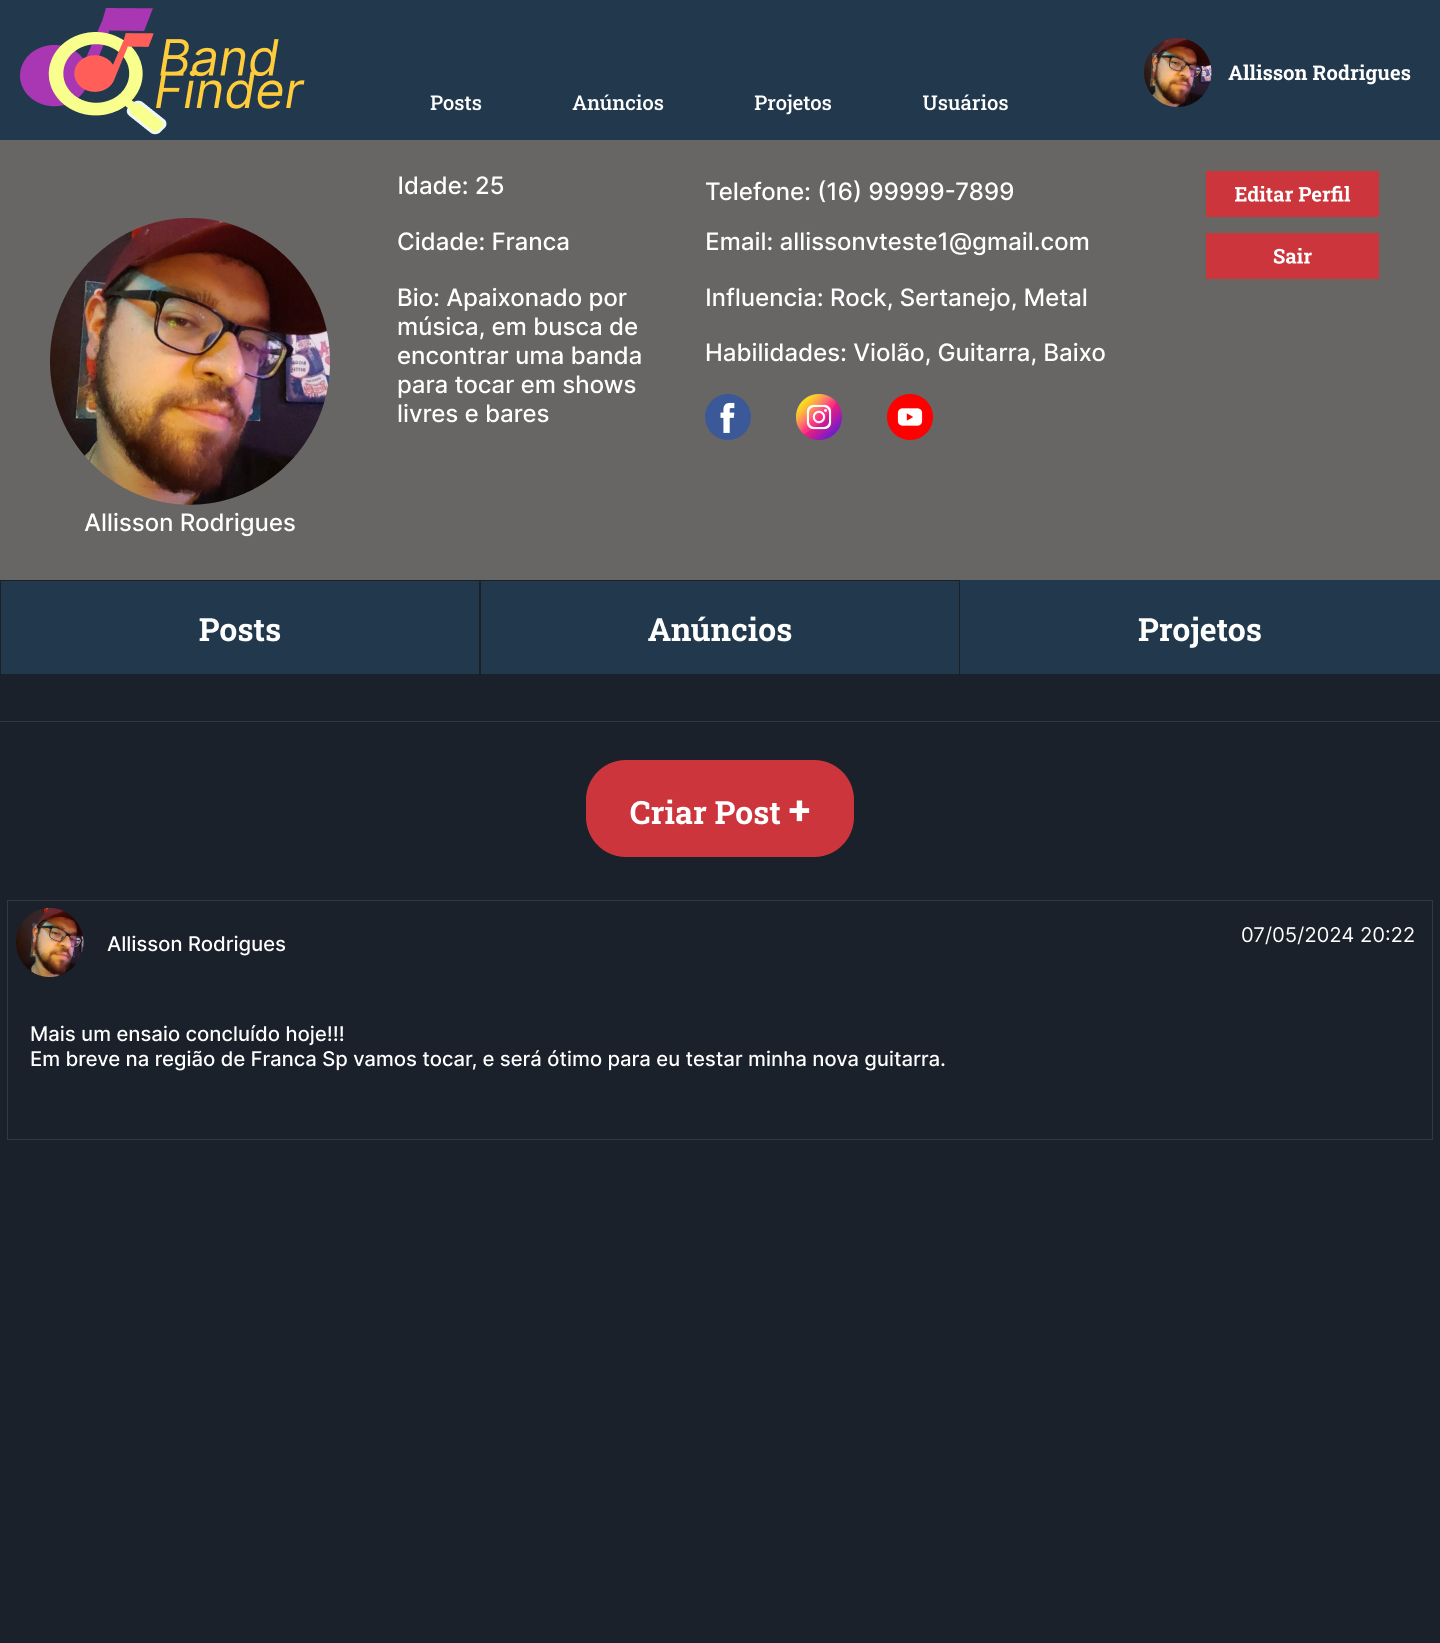 Band
Finder
Posts
Anúncios
Projetos
Usuários
Allisson Rodrigues
Idade: 25
Cidade: Franca
Bio: Apaixonado por
música, em busca de
encontrar uma banda
para tocar em shows
livres e bares
Telefone: (16) 99999-7899
Email: allissonvteste1@gmail.com
Influencia: Rock, Sertanejo, Metal
Habilidades: Violão, Guitarra, Baixo
Editar Perfil
Sair
Allisson Rodrigues
Posts
Anúncios
Projetos
Criar Post +
Allisson Rodrigues
07/05/2024 20:22
Mais um ensaio concluído hoje!!!
Em breve na região de Franca Sp vamos tocar, e será ótimo para eu testar minha nova guitarra.